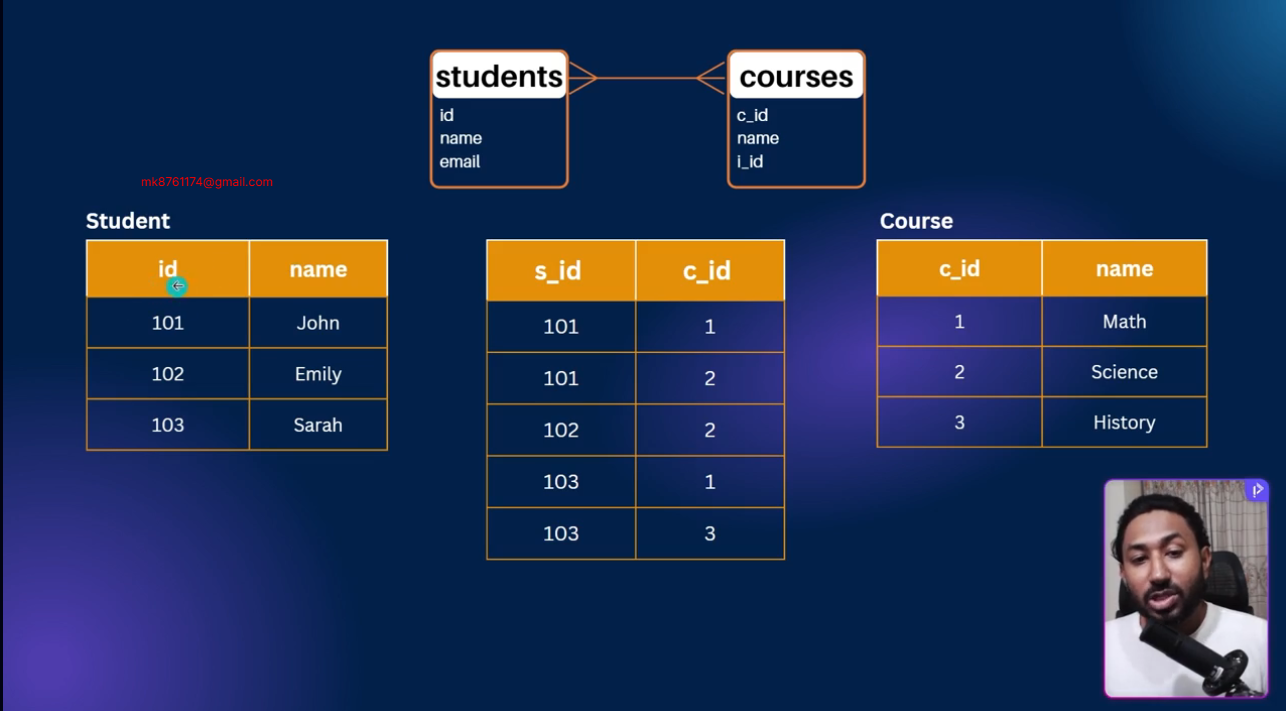 students
id
name
email
courses
c_id
name
i_id
mk8761174@gmail.com
Student
id name
101 John
102 Emily
103 Sarah
s_id c_id
101 1
101 2
102 2
103 1
103 3
Course
c_id name
1 Math
2 Science
3 History